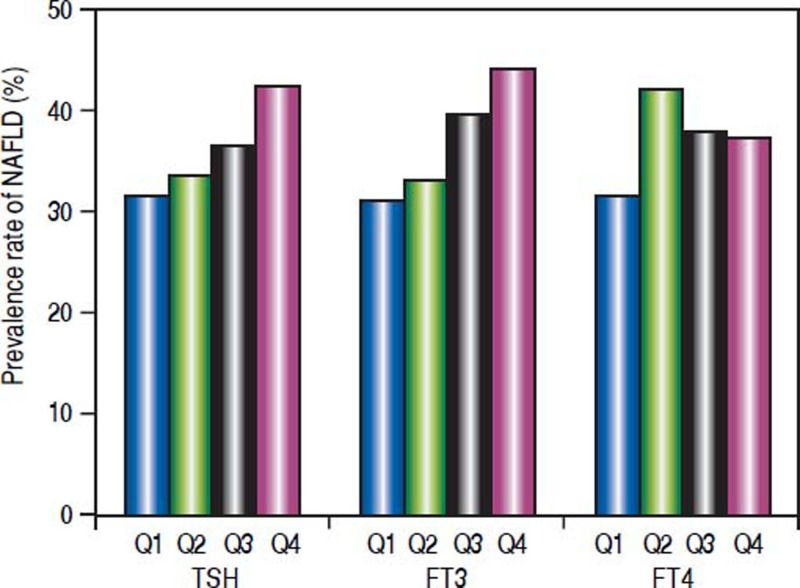 Prevalence rate of NAFLD (%)
50
40
30
20
10
0
Q1 Q2 Q3 Q4 Q1 Q2 Q3 Q4 Q1 Q2 Q3 Q4
TSH FT3 FT4